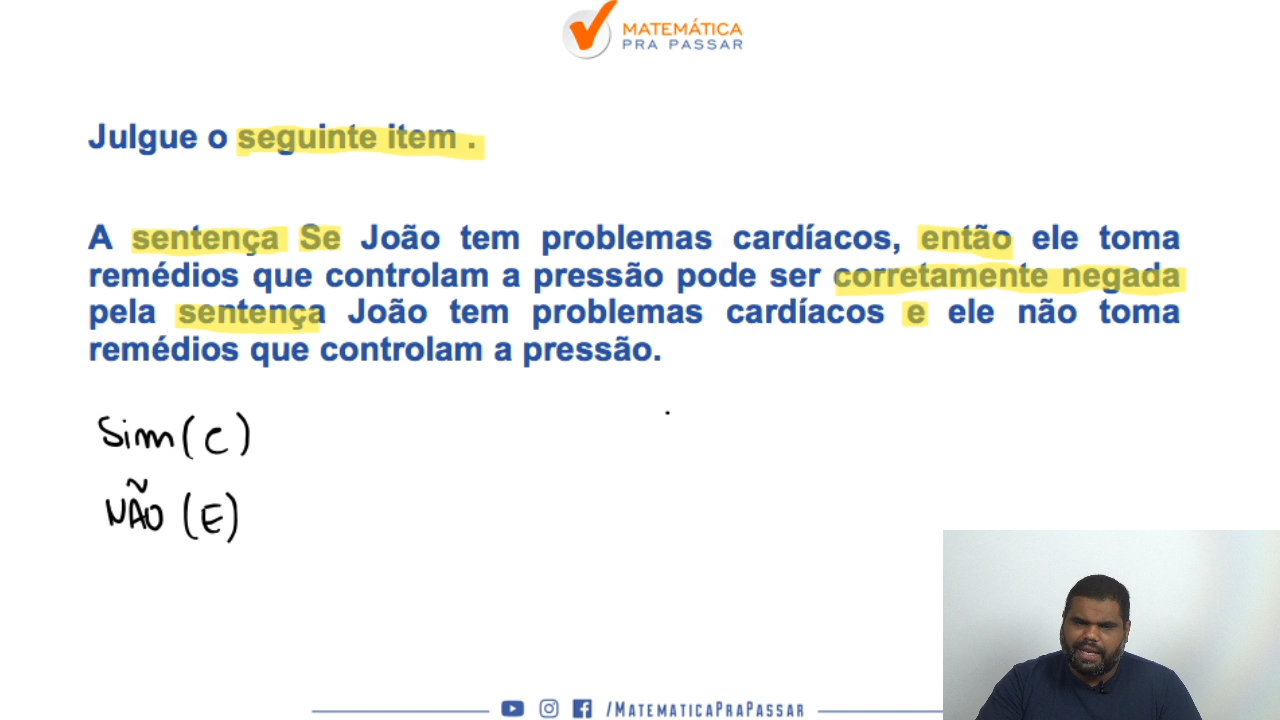 MATEMÁTICA
PRA PASSAR
Julgue o seguinte item .
A sentença Se João tem problemas cardíacos, então ele toma
remédios que controlam a pressão pode ser corretamente negada
pela sentença João tem problemas cardíacos e ele não toma
remédios que controlam a pressão.
Sim (C)
NÃO (E)
/MATEMATICAPRAPASSAR